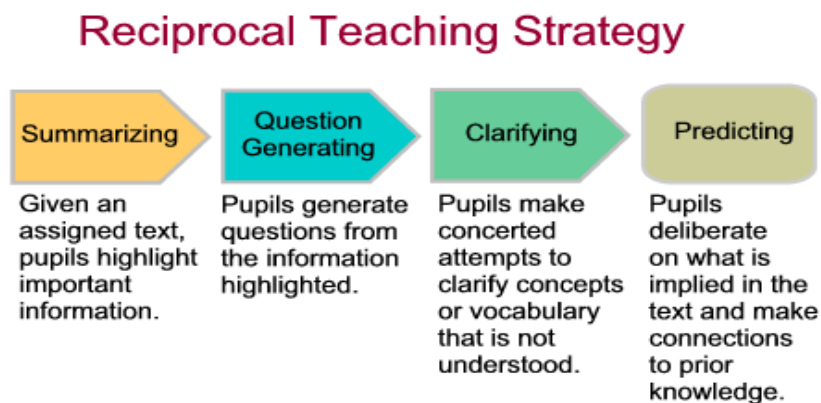 Reciprocal Teaching Strategy
Summarizing
Given an
assigned text,
pupils highlight
important
information.
Question
Generating
Pupils generate
questions from
the information
highlighted.
Clarifying
Pupils make
concerted
attempts to
clarify concepts
or vocabulary
that is not
understood.
Predicting
Pupils
deliberate
on what is
implied in the
text and make
connections
to prior
knowledge.